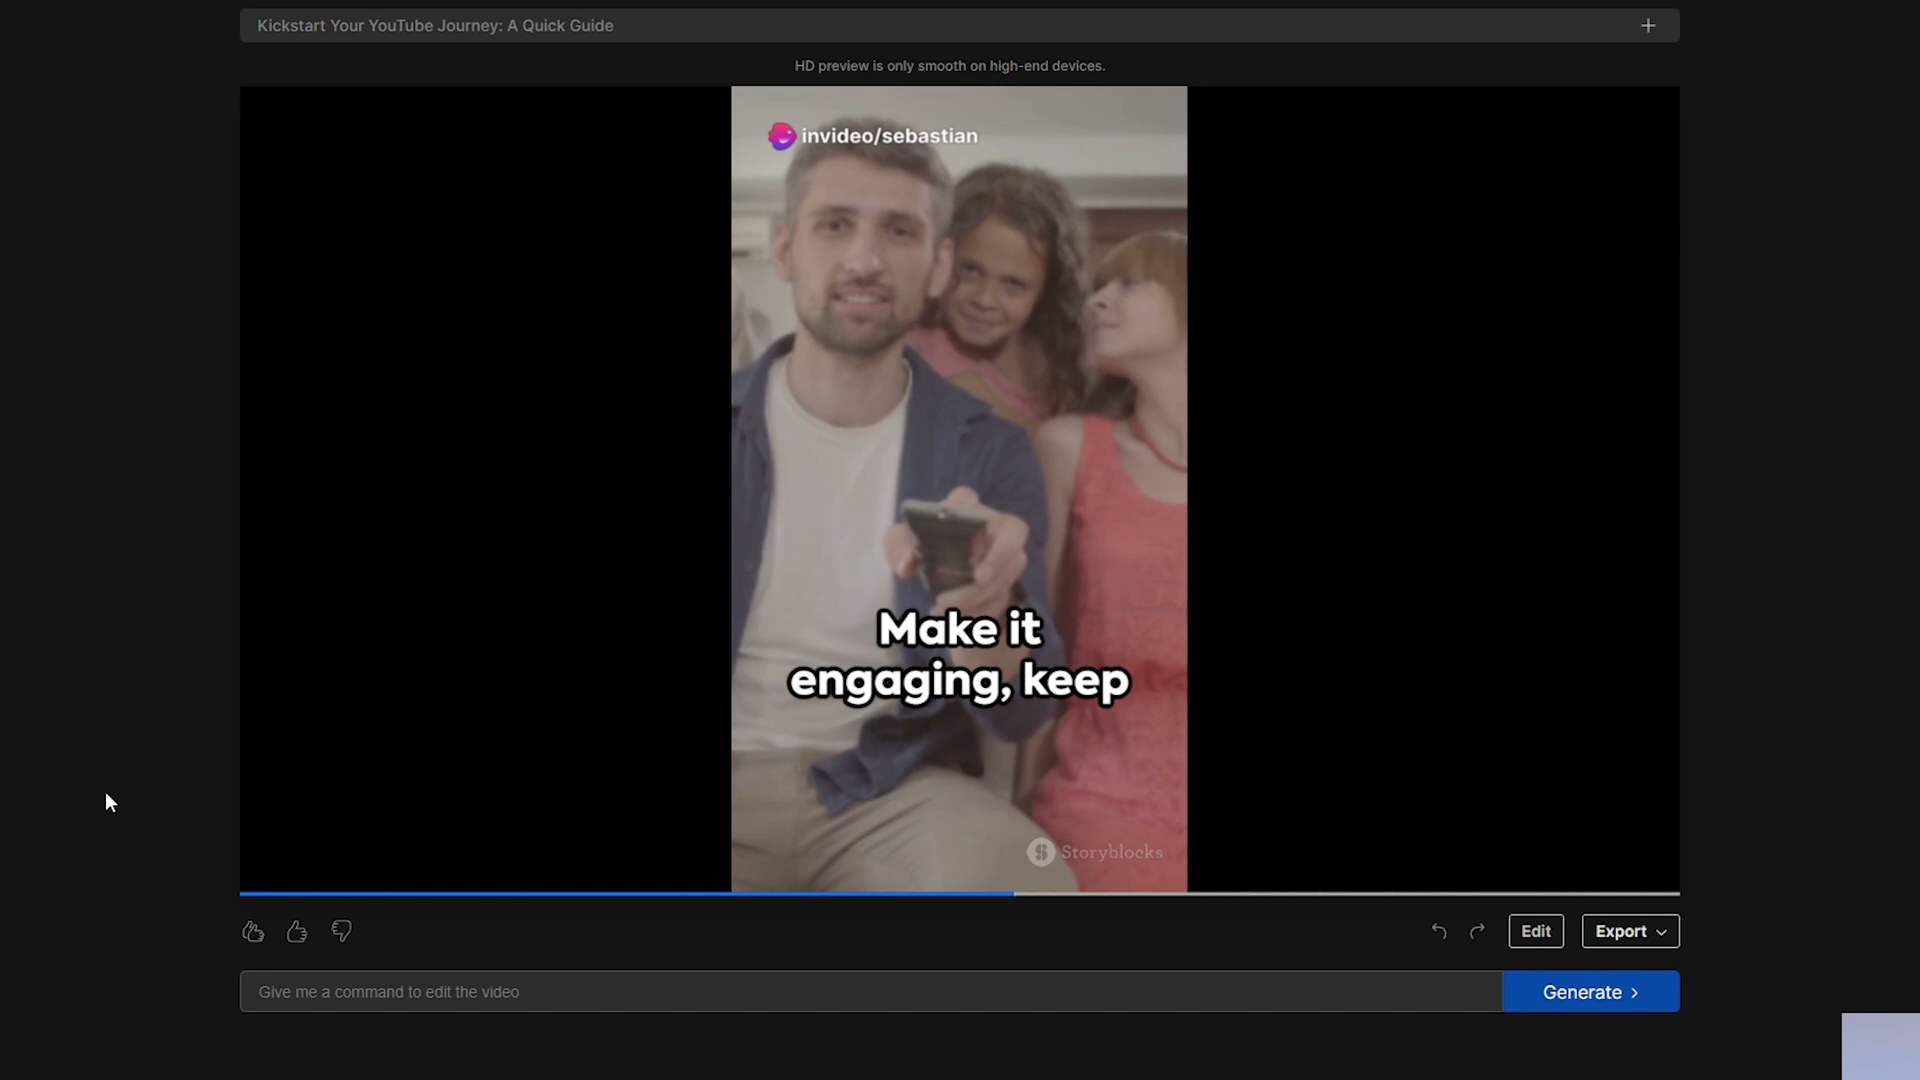 Kickstart Your YouTube Journey: A Quick Guide
HD preview is only smooth on high-end devices.
invideo/sebastian
Make it
engaging, keep
Storyblocks
Edit
Export
Give me a command to edit the video
Generate